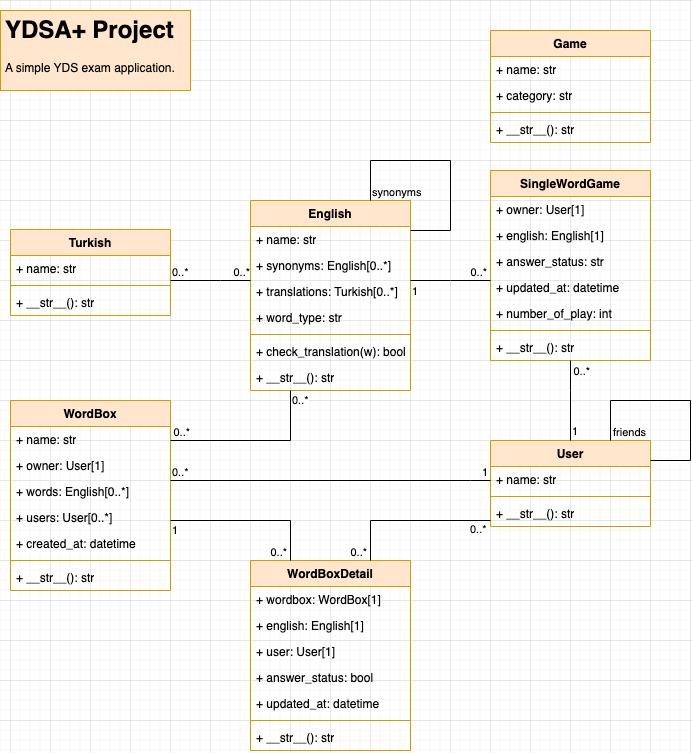 YDSA+ Project
A simple YDS exam application.
Game
+ name: str
+ category: str
+ __str__(): str
synonyms
English
+ name: str
+ synonyms: English[0..*]
+ translations: Turkish[0..*]
+ word_type: str
+ check_translation(w): bool
+ __str__(): str
SingleWordGame
+ owner: User[1]
+ english: English[1]
+ answer_status: str
+ updated_at: datetime
+ number_of_play: int
+ __str__(): str
Turkish
+ name: str
+ __str__(): str
0..*
0..*
1
0..*
0..*
1
0..*
0..*
WordBox
+ name: str
+ owner: User[1]
+ words: English[0..*]
+ users: User[0..*]
+ created_at: datetime
+ __str__(): str
friends
User
+ name: str
+ __str__(): str
0..*
1
1
0..*
0..*
0..*
WordBoxDetail
+ wordbox: WordBox[1]
+ english: English[1]
+ user: User[1]
+ answer_status: bool
+ updated_at: datetime
+ __str__(): str